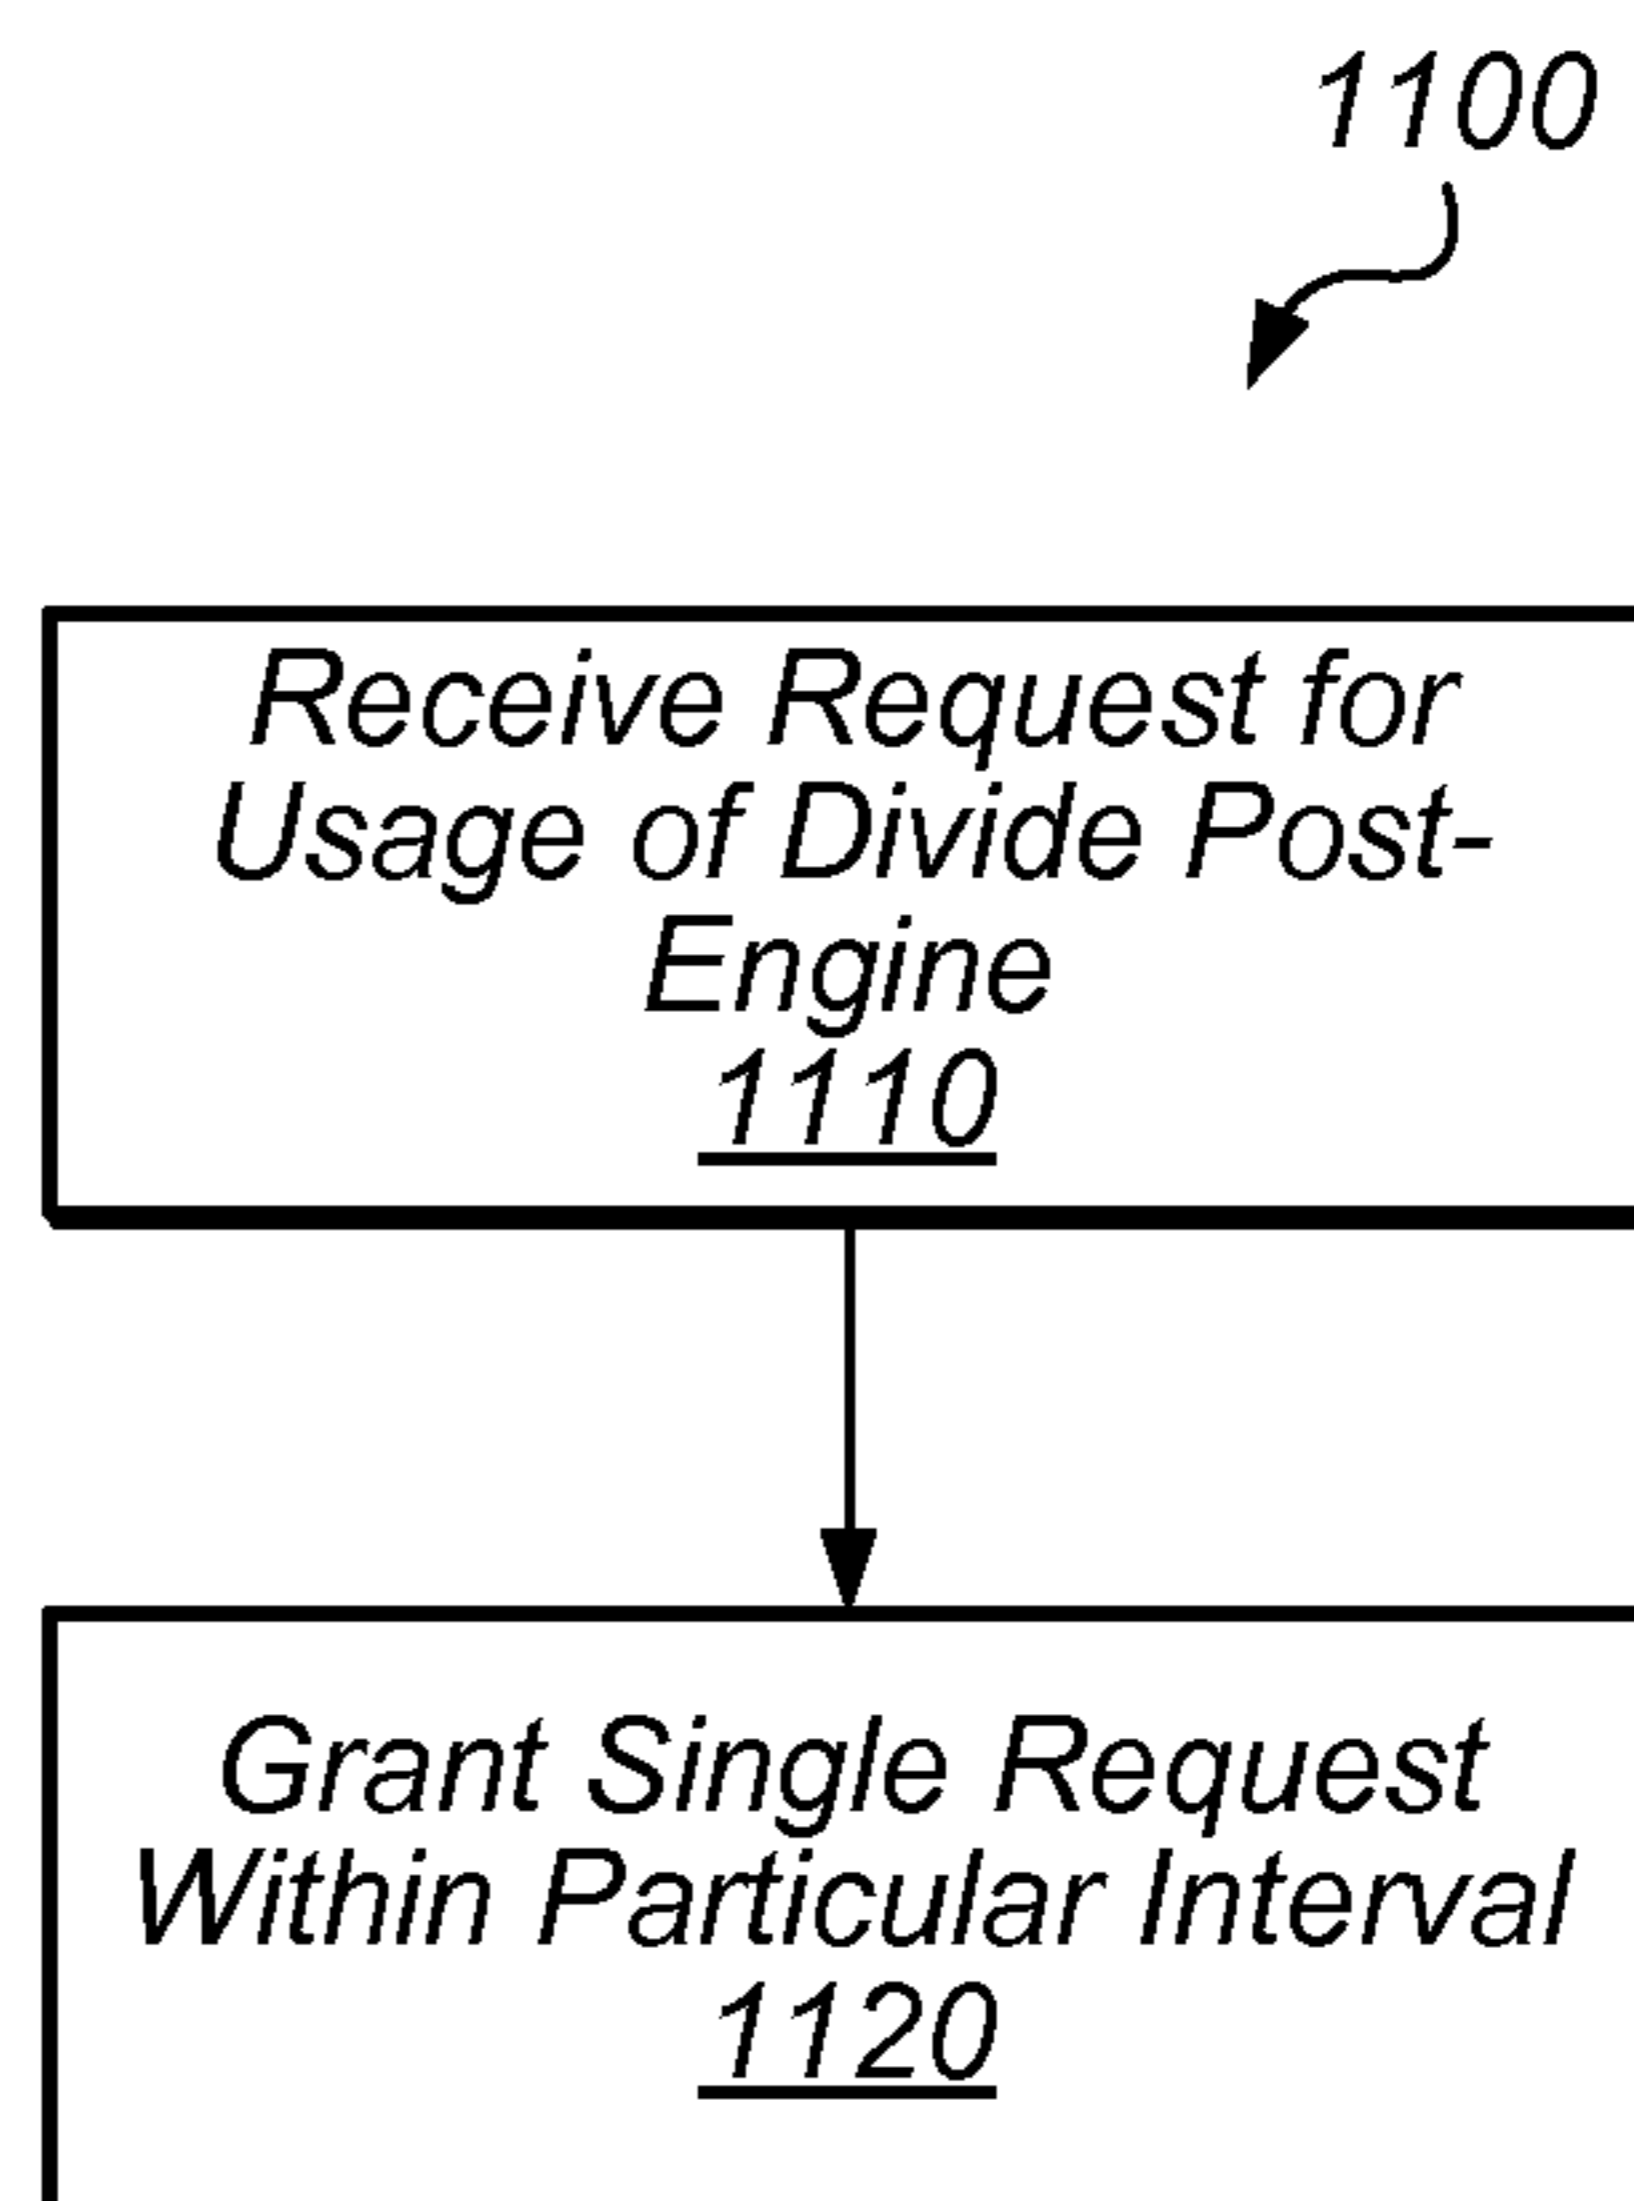 1100
Receive Request for
Usage of Divide Post-
Engine
1110
Grant Single Request
Within Particular Interval
1120